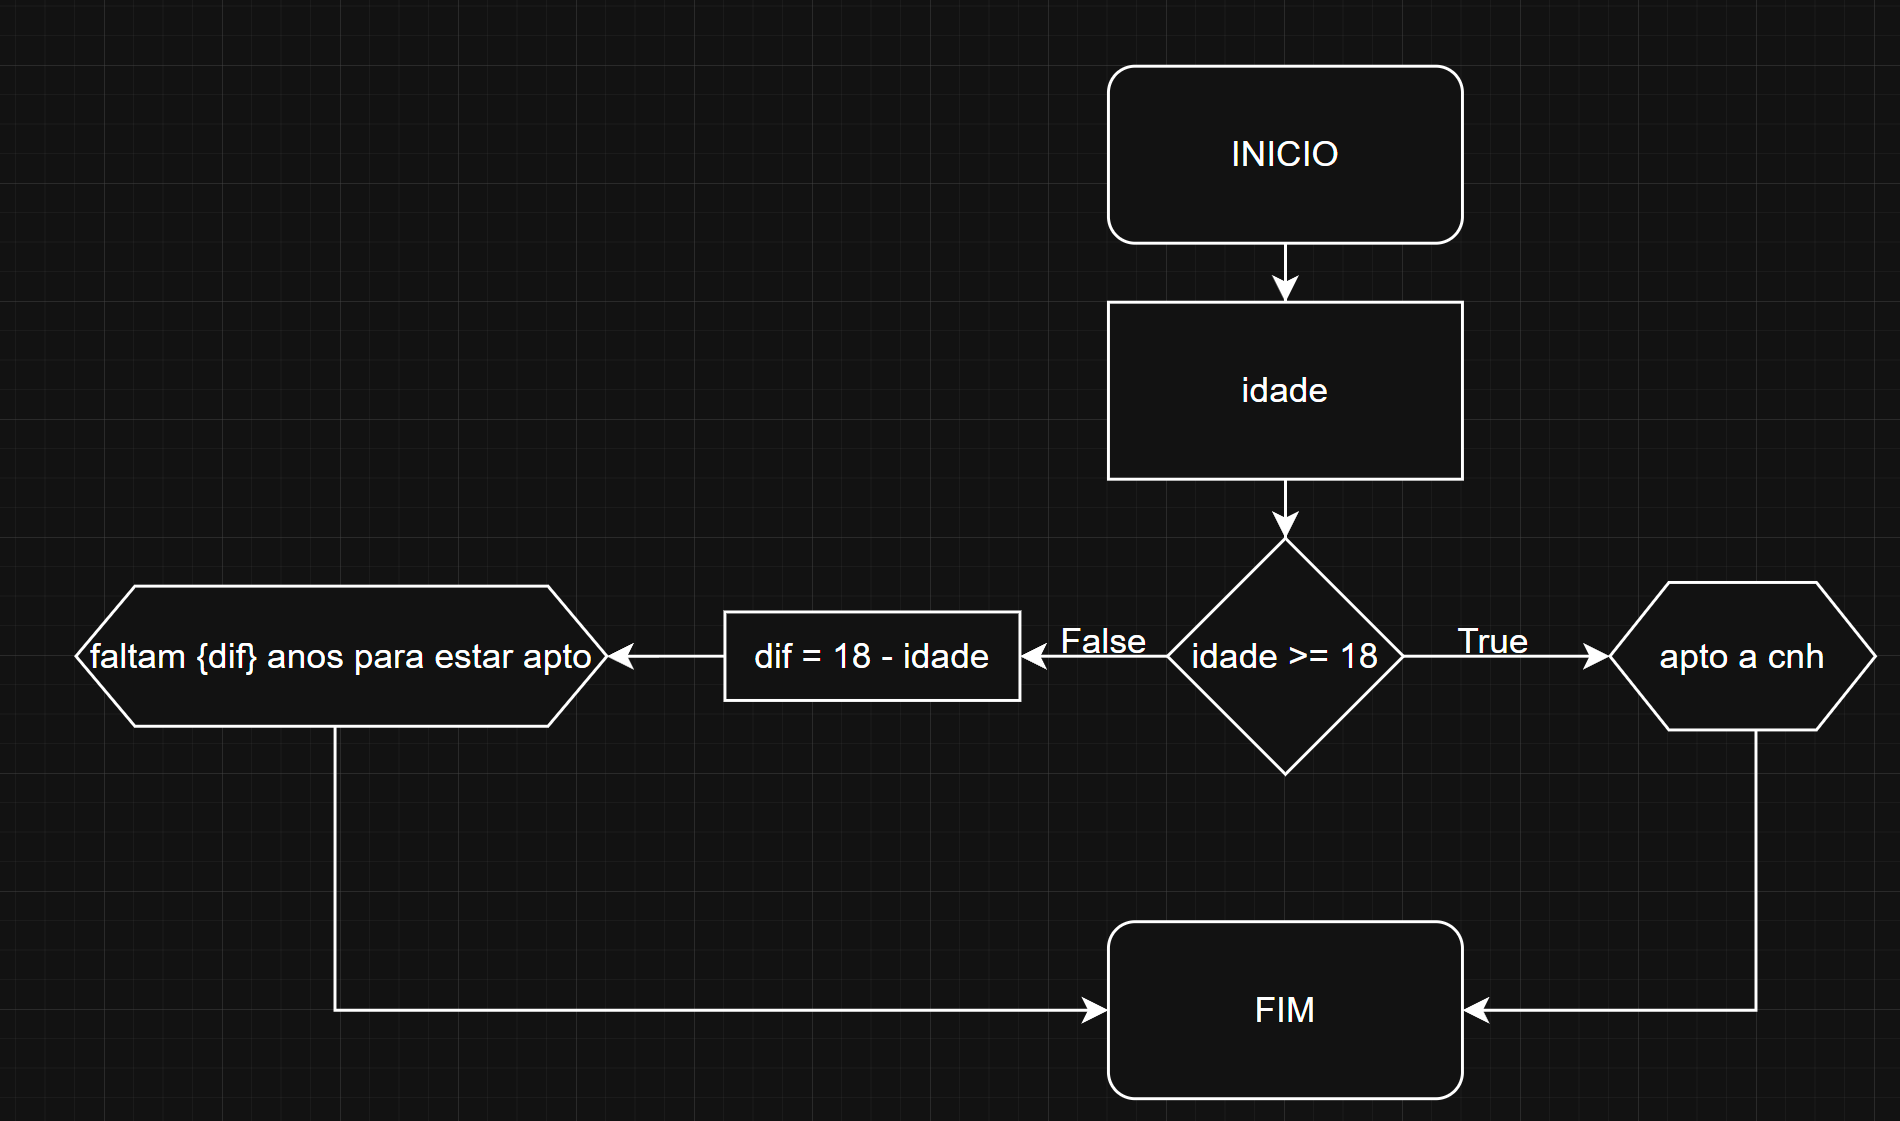 INICIO
idade
faltam {dif} anos para estar apto
dif = 18 - idade
False
idade >= 18
True
apto a cnh
FIM